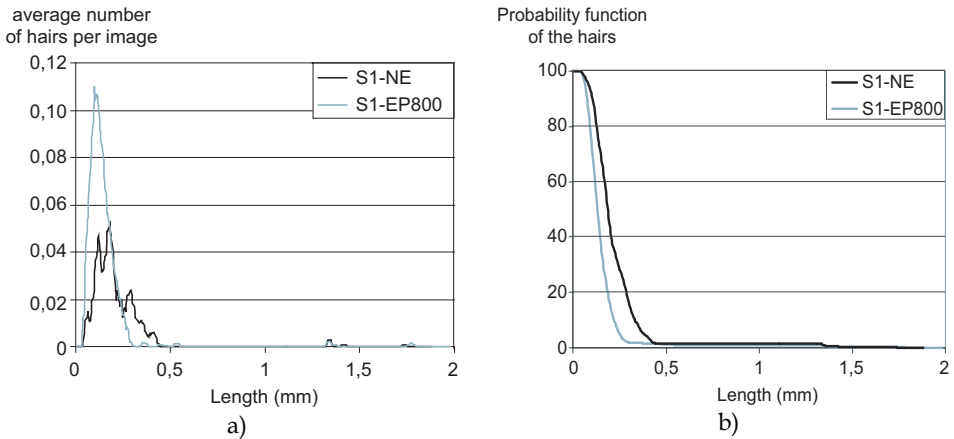 average number
of hairs per image
0,12
0,10
0,08
0,06
0,04
0,02
0
0
0,5
1
1,5
2
Length (mm)
S1-NE
S1-EP800
a)
Probability function
of the hairs
100
80
60
40
20
0
0
0,5
1
1,5
2
Length (mm)
S1-NE
S1-EP800
b)